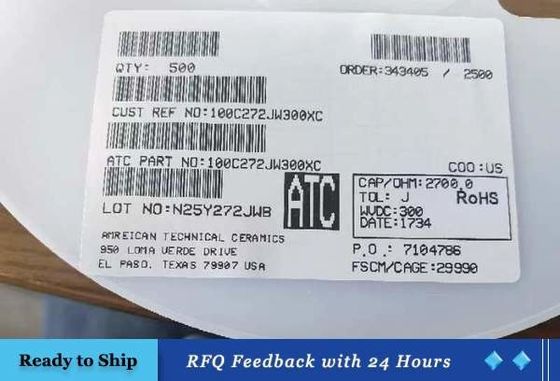 QTY: 500
ORDER:343405 / 2500
CUST REF NO:100C272JW300XC
ATC PART NO:100C272JW300XC
COO:US
LOT NO:N25Y272JWB
ATC
CAP/OHM:2700.0
TOL: J RoHS
WVDC:300
DATE:1734
AMREICAN TECHNICAL CERAMICS
950 LOMA VERDE DRIVE
EL PASO, TEXAS 79907 USA
P.O.: 7104786
FSCM/CAGE:29990
Ready to Ship
RFQ Feedback with 24 Hours